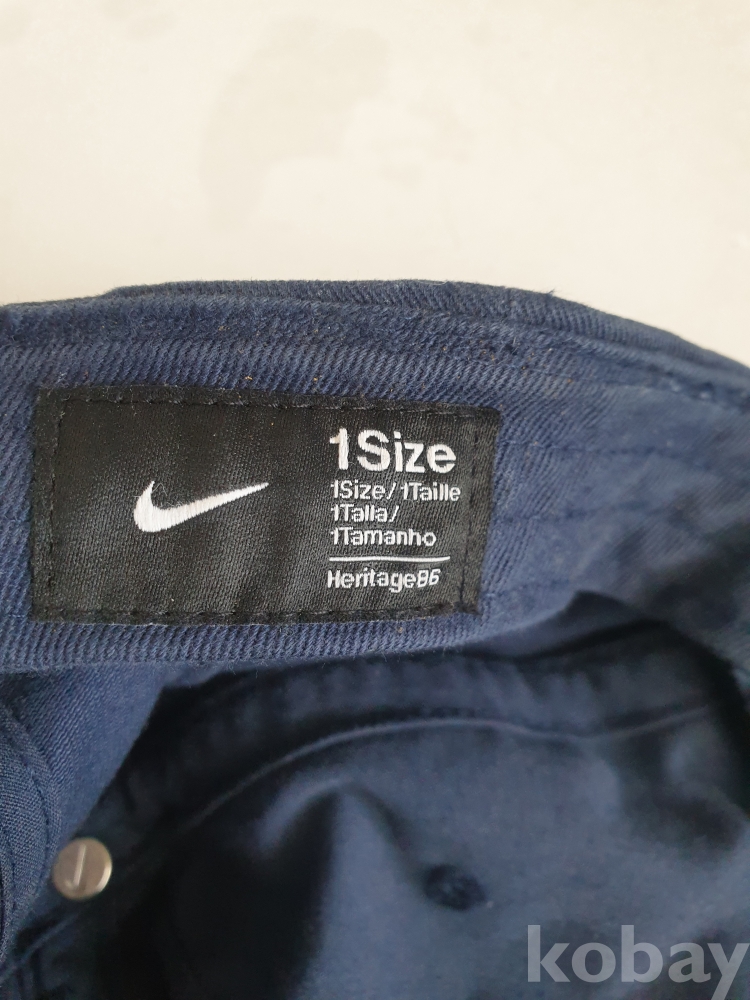 1Size
1Size/1Taille
1Talla/
1Tamanho
Heritage86
kobay